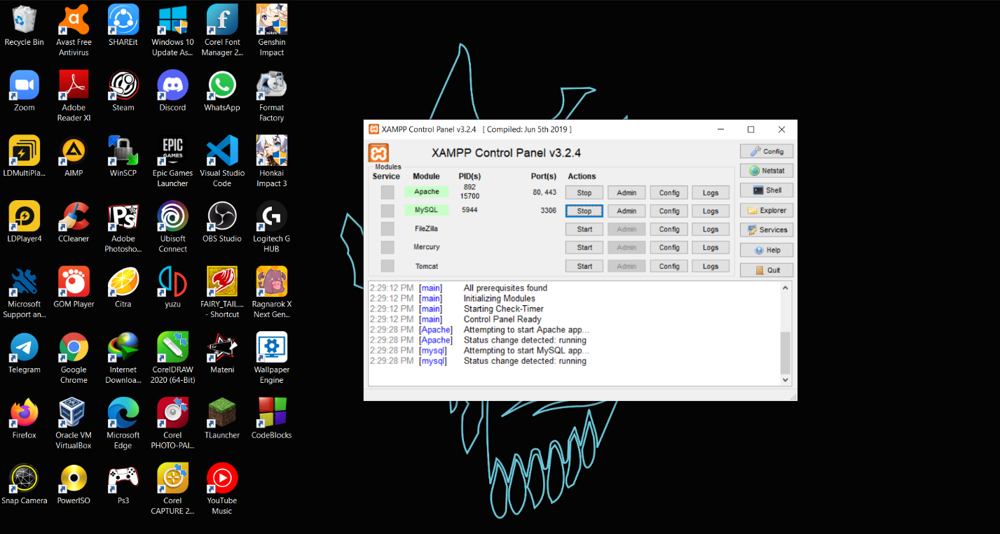 Recycle Bin
Avast Free
Antivirus
SHAREit
Windows 10
Update As...
Corel Font
Manager 2...
Genshin
Impact
Zoom
Adobe
Reader XI
Steam
Discord
WhatsApp
Format
Factory
LDMultiPla...
AIMP
WinSCP
EPIC
GAMES
Epic Games
Launcher
Visual Studio
Code
Honkai
Impact 3
LDPlayer4
CCleaner
Ps
Adobe
Photosho...
Ubisoft
Connect
OBS Studio
Logitech G
HUB
Microsoft
Support an...
GOM Player
Citra
yuzu
FAIRY_TAIL....
- Shortcut
Ragnarok X
Next Gen...
Telegram
Google
Chrome
Internet
Downloa...
CorelDRAW
2020 (64-Bit)
Mateni
Wallpaper
Engine
Firefox
Oracle VM
VirtualBox
Microsoft
Edge
Corel
PHOTO-PAI...
TLauncher
CodeBlocks
Snap Camera
PowerISO
Ps3
Corel
CAPTURE 2...
YouTube
Music
XAMPP Control Panel v3.2.4 [ Compiled: Jun 5th 2019 ]
XAMPP Control Panel v3.2.4
Modules
Service Module PID(s) Port(s) Actions
Apache 892 15700 80, 443 Stop Admin Config Logs
MySQL 5944 3306 Stop Admin Config Logs
FileZilla Start Admin Config Logs
Mercury Start Admin Config Logs
Tomcat Start Admin Config Logs
Config
Netstat
Shell
Explorer
Services
Help
Quit
2:29:12 PM [main] All prerequisites found
2:29:12 PM [main] Initializing Modules
2:29:12 PM [main] Starting Check-Timer
2:29:12 PM [main] Control Panel Ready
2:29:28 PM [Apache] Attempting to start Apache app...
2:29:28 PM [Apache] Status change detected: running
2:29:28 PM [mysql] Attempting to start MySQL app...
2:29:28 PM [mysql] Status change detected: running